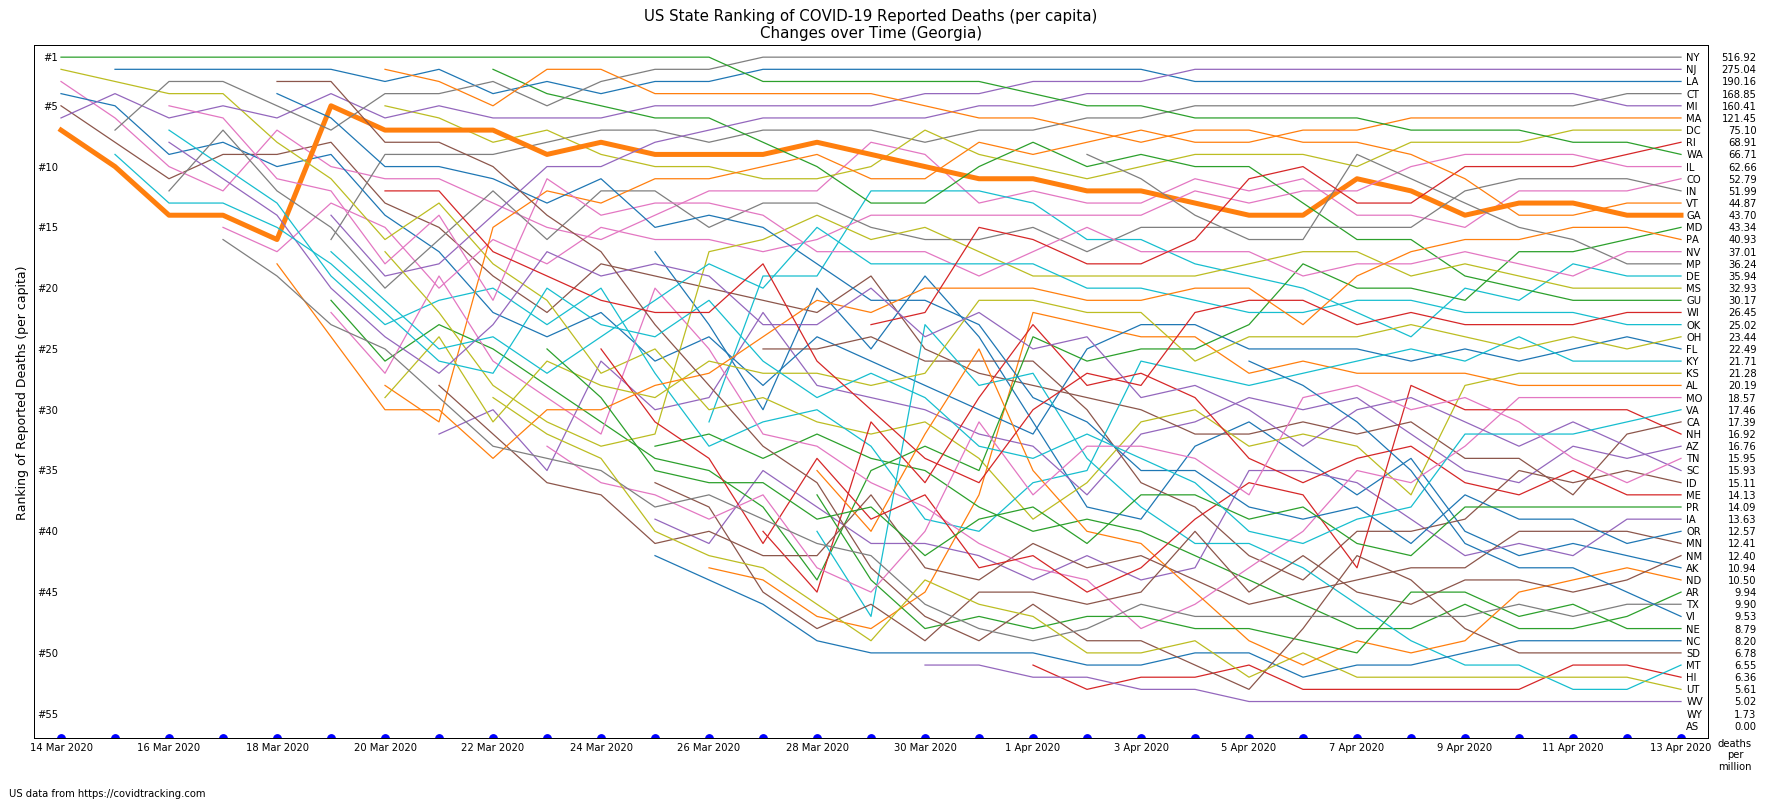 US State Ranking of COVID-19 Reported Deaths (per capita)
Changes over Time (Georgia)
Ranking of Reported Deaths (per capita)
#1
#5
#10
#15
#20
#25
#30
#35
#40
#45
#50
#55
NY 516.92
NJ 275.04
LA 190.16
CT 168.85
MI 160.41
MA 121.45
DC 75.10
RI 68.91
WA 66.71
IL 62.66
CO 52.79
IN 51.99
VT 44.87
GA 43.70
MD 43.34
PA 40.93
NV 37.01
MP 36.24
DE 35.94
MS 32.93
GU 30.17
WI 26.45
OK 25.02
OH 23.44
FL 22.49
KY 21.71
KS 21.28
AL 20.19
MO 18.57
VA 17.46
CA 17.39
NH 16.92
AZ 16.76
TN 15.95
SC 15.93
ID 15.11
ME 14.13
PR 14.09
IA 13.63
OR 12.57
MN 12.41
NM 12.40
AK 10.94
ND 10.50
AR 9.94
TX 9.90
VI 9.53
NE 8.79
NC 8.20
SD 6.78
MT 6.55
HI 6.36
UT 5.61
WV 5.02
WY 1.73
AS 0.00
14 Mar 2020 16 Mar 2020 18 Mar 2020 20 Mar 2020 22 Mar 2020 24 Mar 2020 26 Mar 2020 28 Mar 2020 30 Mar 2020 1 Apr 2020 3 Apr 2020 5 Apr 2020 7 Apr 2020 9 Apr 2020 11 Apr 2020 13 Apr 2020
deaths
per
million
US data from https://covidtracking.com